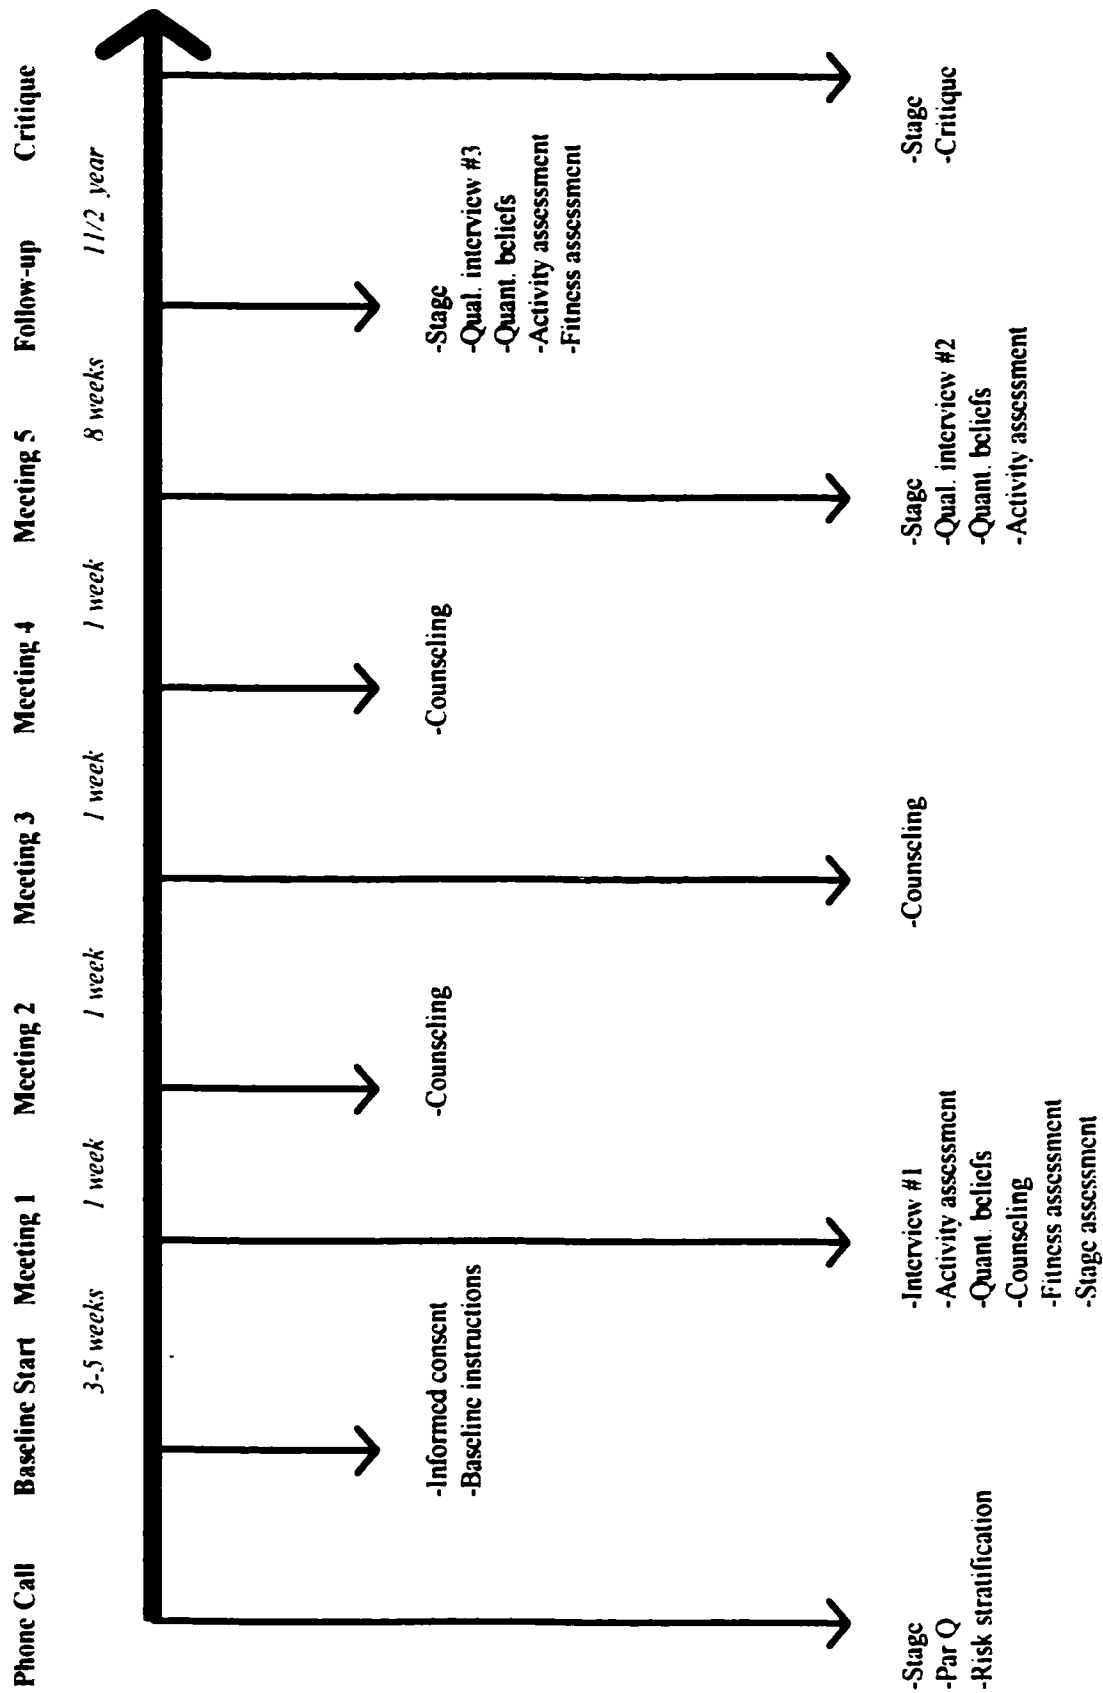 Phone Call Baseline Start Meeting 1 Meeting 2 Meeting 3 Meeting 4 Meeting 5 Follow-up Critique
3-5 weeks 1 week 1 week 1 week 1 week 8 weeks 11/2 year
-Informed consent
-Baseline instructions
-Counseling
-Counseling
-Stage
-Qual. interview #3
-Quant. beliefs
-Activity assessment
-Fitness assessment
-Stage
-Par Q
-Risk stratification
-Interview #1
-Activity assessment
-Quant. beliefs
-Counseling
-Fitness assessment
-Stage assessment
-Counseling
-Stage
-Qual. interview #2
-Quant. beliefs
-Activity assessment
-Stage
-Critique